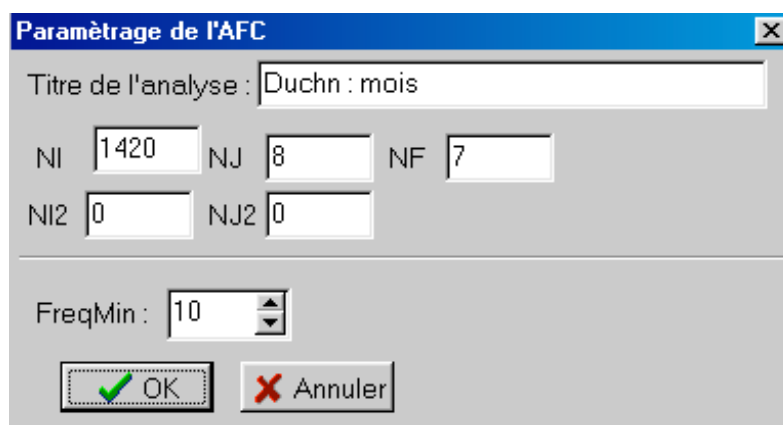 Paramètrage de l'AFC
Titre de l'analyse : Duchn : mois
NI 1420 NJ 8 NF 7
NI2 0 NJ2 0
FreqMin : 10
OK Annuler